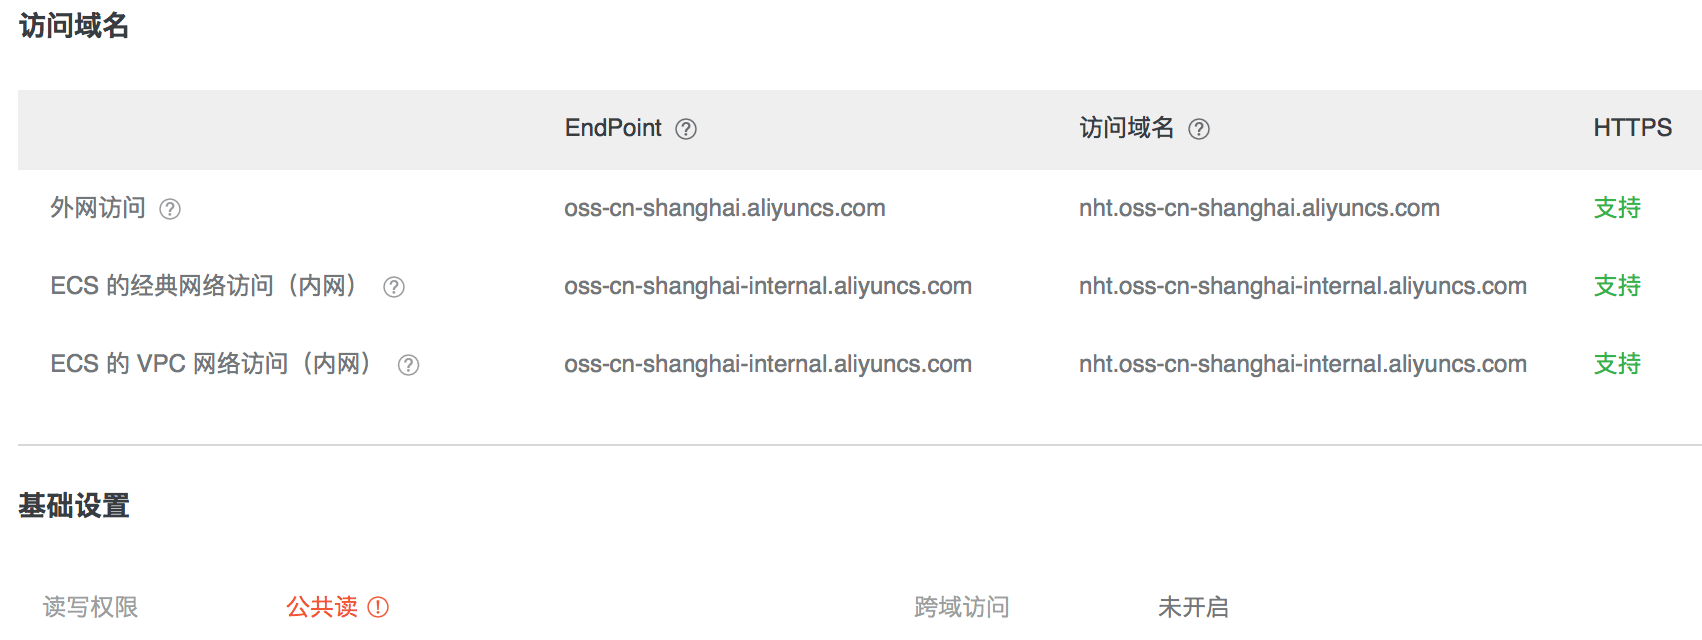 访问域名
EndPoint ? 访问域名 ? HTTPS
外网访问 ? oss-cn-shanghai.aliyuncs.com nht.oss-cn-shanghai.aliyuncs.com 支持
ECS 的经典网络访问（内网） ? oss-cn-shanghai-internal.aliyuncs.com nht.oss-cn-shanghai-internal.aliyuncs.com 支持
ECS 的 VPC 网络访问（内网） ? oss-cn-shanghai-internal.aliyuncs.com nht.oss-cn-shanghai-internal.aliyuncs.com 支持
基础设置
读写权限 公共读 ! 跨域访问 未开启